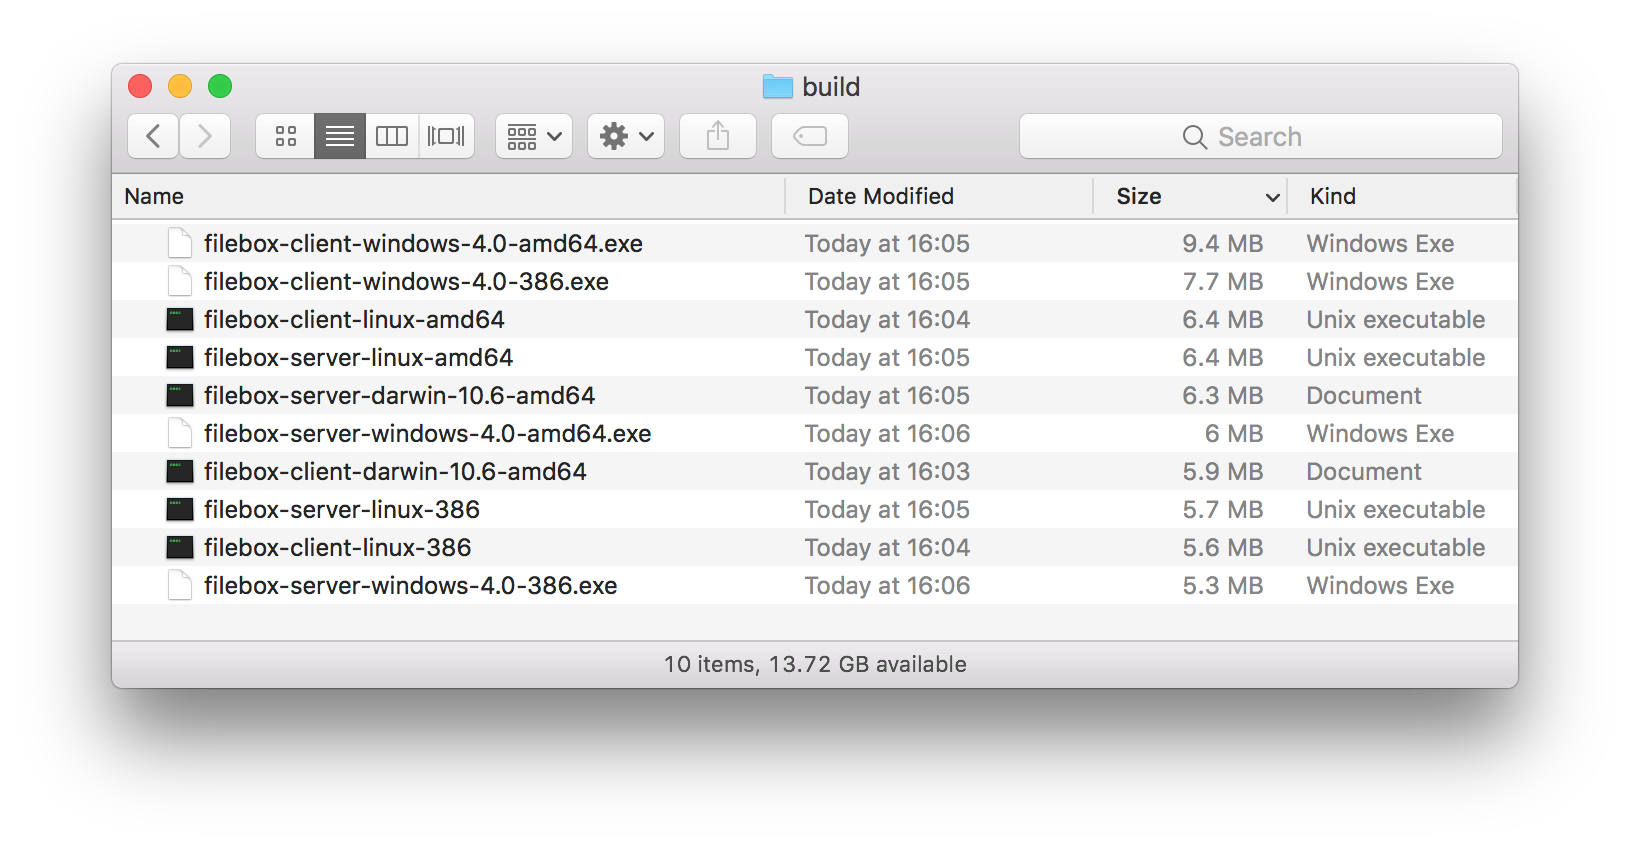 build
Search
Name Date Modified Size Kind
filebox-client-windows-4.0-amd64.exe Today at 16:05 9.4 MB Windows Exe
filebox-client-windows-4.0-386.exe Today at 16:05 7.7 MB Windows Exe
filebox-client-linux-amd64 Today at 16:04 6.4 MB Unix executable
filebox-server-linux-amd64 Today at 16:05 6.4 MB Unix executable
filebox-server-darwin-10.6-amd64 Today at 16:05 6.3 MB Document
filebox-server-windows-4.0-amd64.exe Today at 16:06 6 MB Windows Exe
filebox-client-darwin-10.6-amd64 Today at 16:03 5.9 MB Document
filebox-server-linux-386 Today at 16:05 5.7 MB Unix executable
filebox-client-linux-386 Today at 16:04 5.6 MB Unix executable
filebox-server-windows-4.0-386.exe Today at 16:06 5.3 MB Windows Exe
10 items, 13.72 GB available